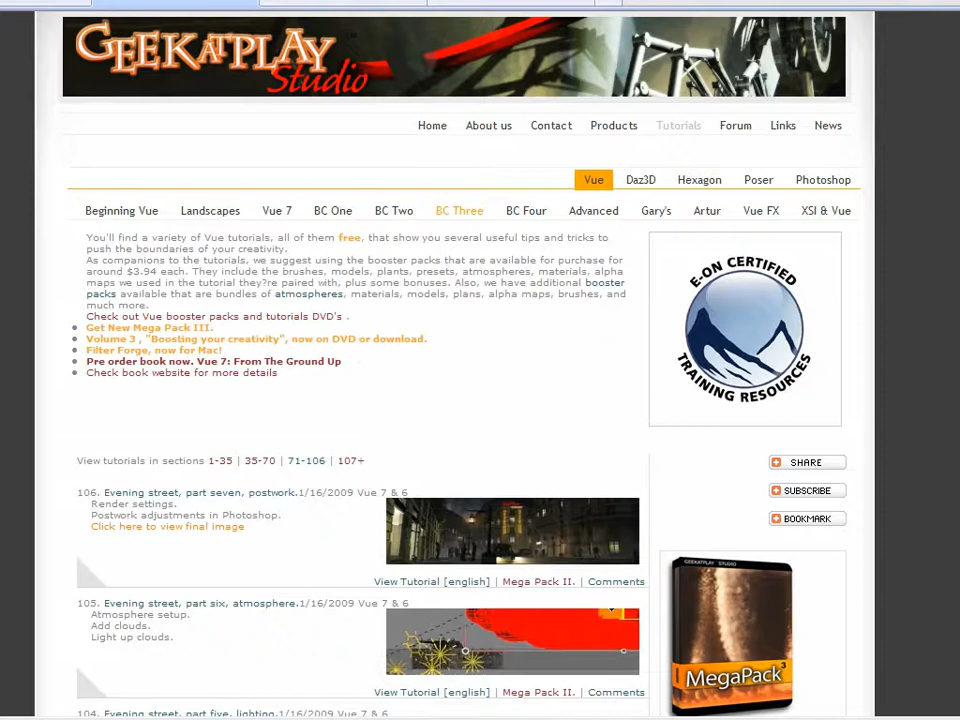 GEEKATPLAY
Studio
Home About us Contact Products Tutorials Forum Links News
Vue Daz3D Hexagon Poser Photoshop
Beginning Vue Landscapes Vue 7 BC One BC Two BC Three BC Four Advanced Gary's Artur Vue FX XSI & Vue
You'll find a variety of Vue tutorials, all of them free, that show you several useful tips and tricks to
push the boundaries of your creativity.
As companions to the tutorials, we suggest using the booster packs that are available for purchase for
around $3.94 each. They include the brushes, models, plants, presets, atmospheres, materials, alpha
maps we used in the tutorial they?re paired with, plus some bonuses. Also, we have additional booster
packs available that are bundles of atmospheres, materials, models, plans, alpha maps, brushes, and
much more.
Check out Vue booster packs and tutorials DVD's .
Get New Mega Pack III.
Volume 3 , "Boosting your creativity", now on DVD or download.
Filter Forge, now for Mac!
Pre order book now. Vue 7: From The Ground Up
Check book website for more details
E-ON CERTIFIED
TRAINING RESOURCES
View tutorials in sections 1-35 | 35-70 | 71-106 | 107+
SHARE
SUBSCRIBE
BOOKMARK
106. Evening street, part seven, postwork.1/16/2009 Vue 7 & 6
Render settings.
Postwork adjustments in Photoshop.
Click here to view final image
View Tutorial [english] | Mega Pack II. | Comments
105. Evening street, part six, atmosphere.1/16/2009 Vue 7 & 6
Atmosphere setup.
Add clouds.
Light up clouds.
View Tutorial [english] | Mega Pack II. | Comments
GEEKATPLAY STUDIO
MegaPack3
104. Evening street, part five, lighting.1/16/2009 Vue 7 & 6